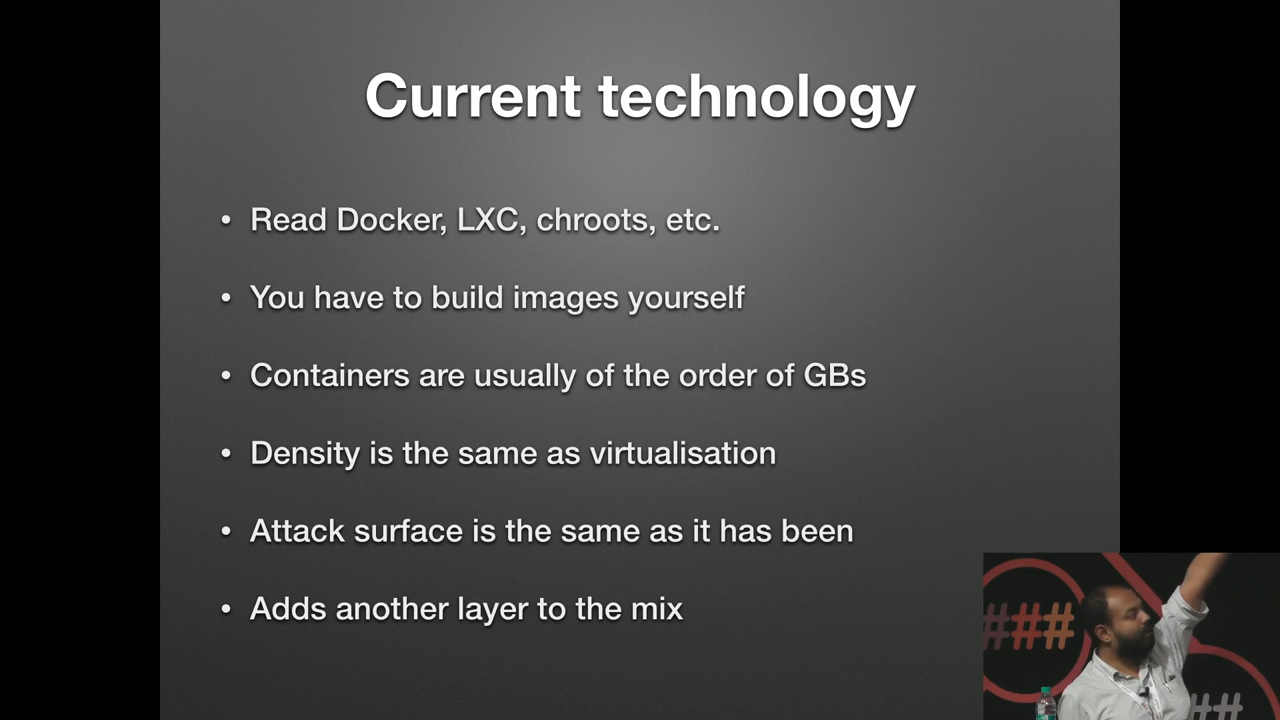 Current technology
• Read Docker, LXC, chroots, etc.
• You have to build images yourself
• Containers are usually of the order of GBs
• Density is the same as virtualisation
• Attack surface is the same as it has been
• Adds another layer to the mix
###
##